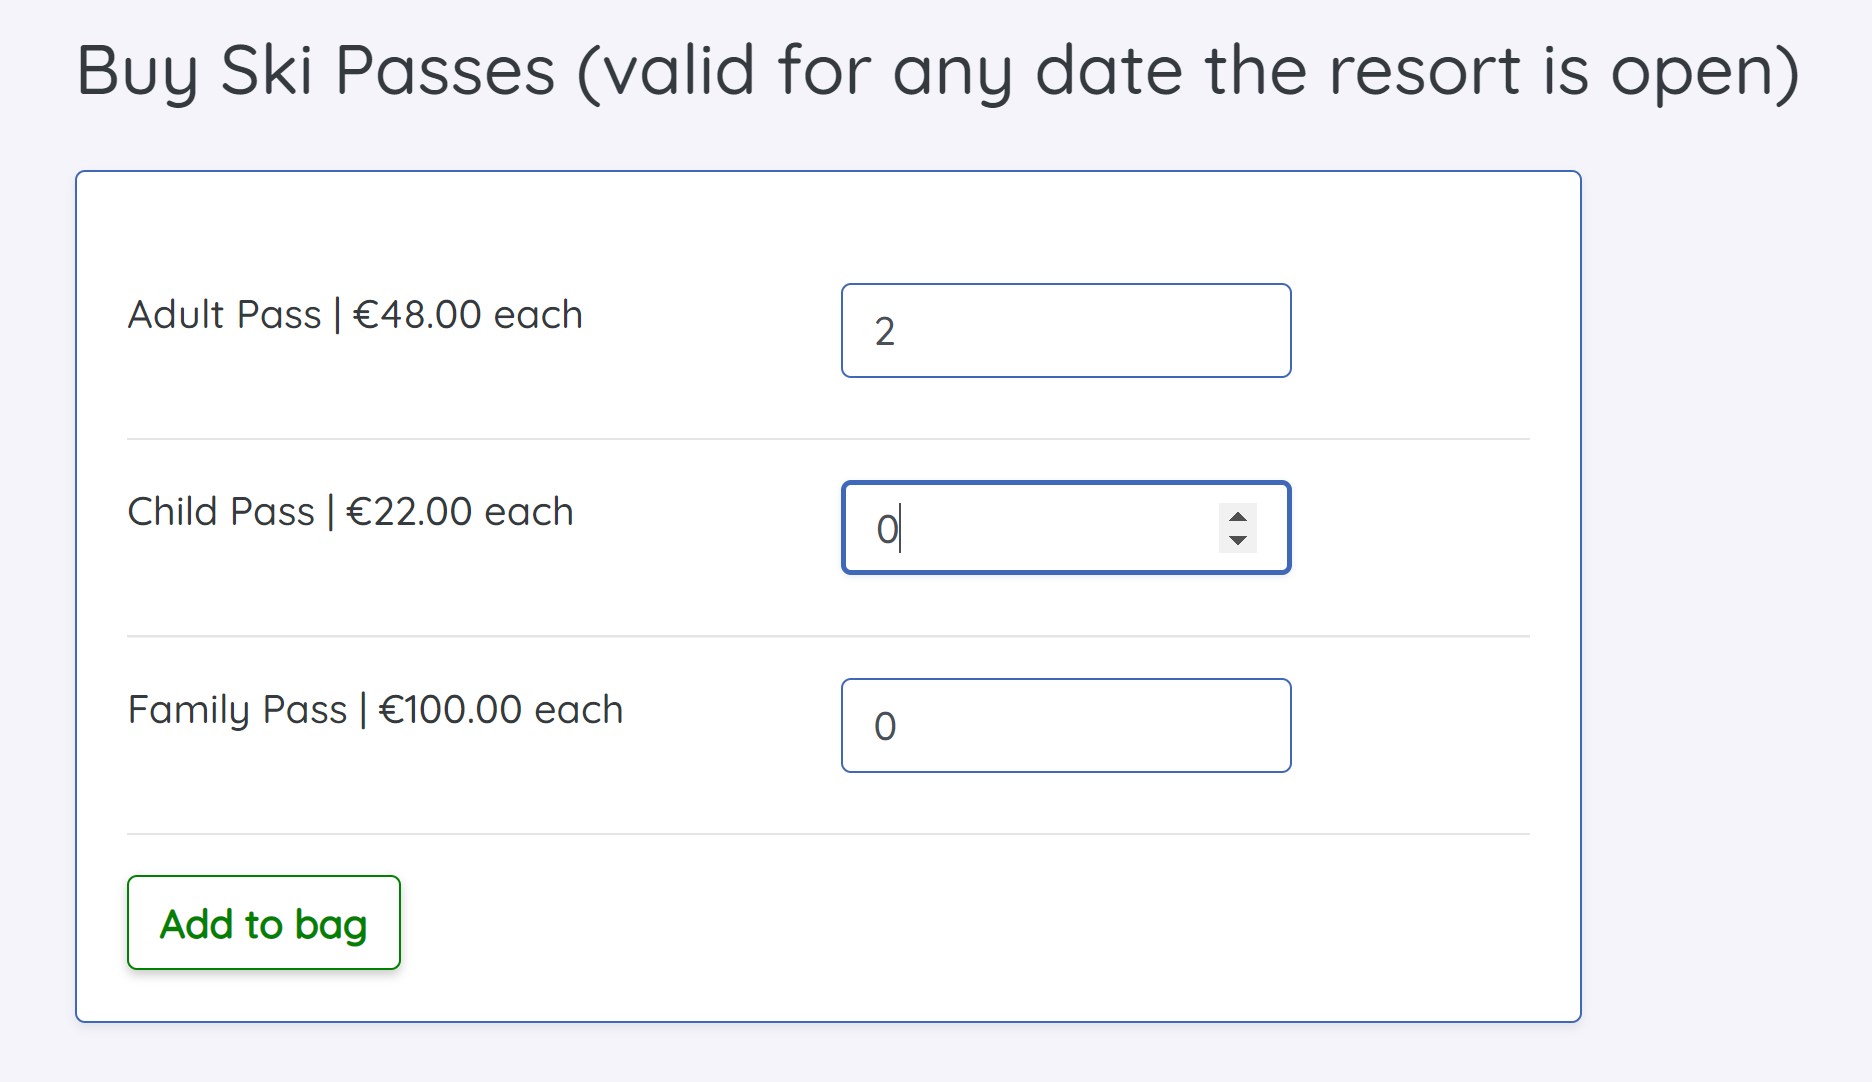 Buy Ski Passes (valid for any date the resort is open)
Adult Pass | €48.00 each
2
Child Pass | €22.00 each
0
Family Pass | €100.00 each
0
Add to bag